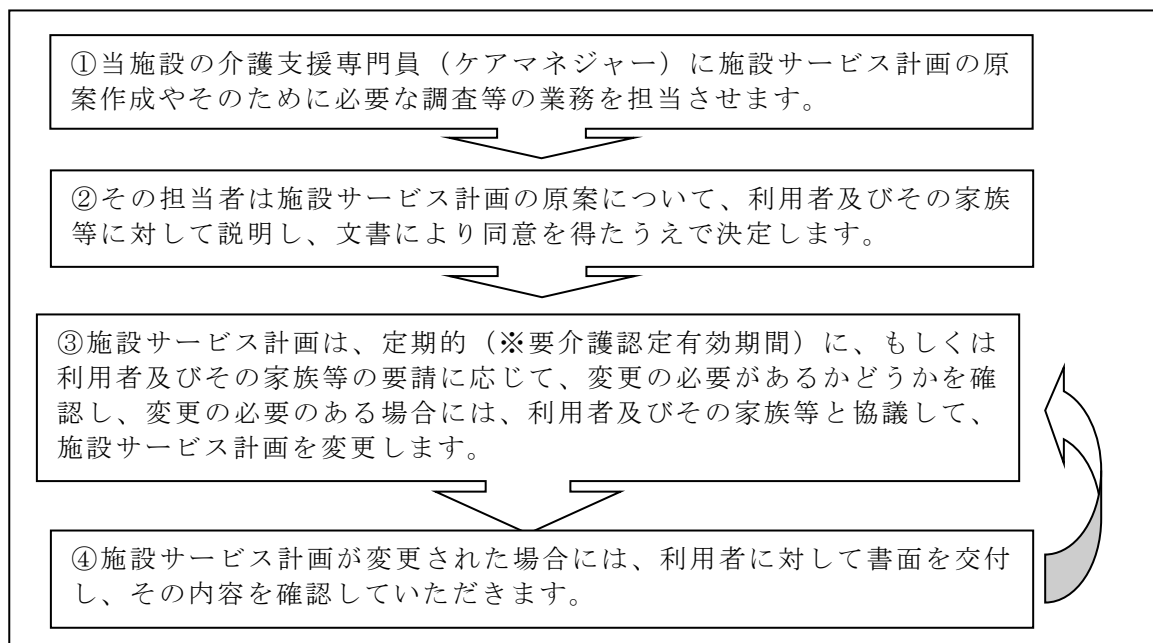 ①当施設の介護支援専門員（ケアマネジャー）に施設サービス計画の原
案作成やそのために必要な調査等の業務を担当させます。
②その担当者は施設サービス計画の原案について、利用者及びその家族
等に対して説明し、文書により同意を得たうえで決定します。
③施設サービス計画は、定期的（※要介護認定有効期間）に、もしくは
利用者及びその家族等の要請に応じて、変更の必要があるかどうかを確
認し、変更の必要のある場合には、利用者及びその家族等と協議して、
施設サービス計画を変更します。
④施設サービス計画が変更された場合には、利用者に対して書面を交付
し、その内容を確認していただきます。